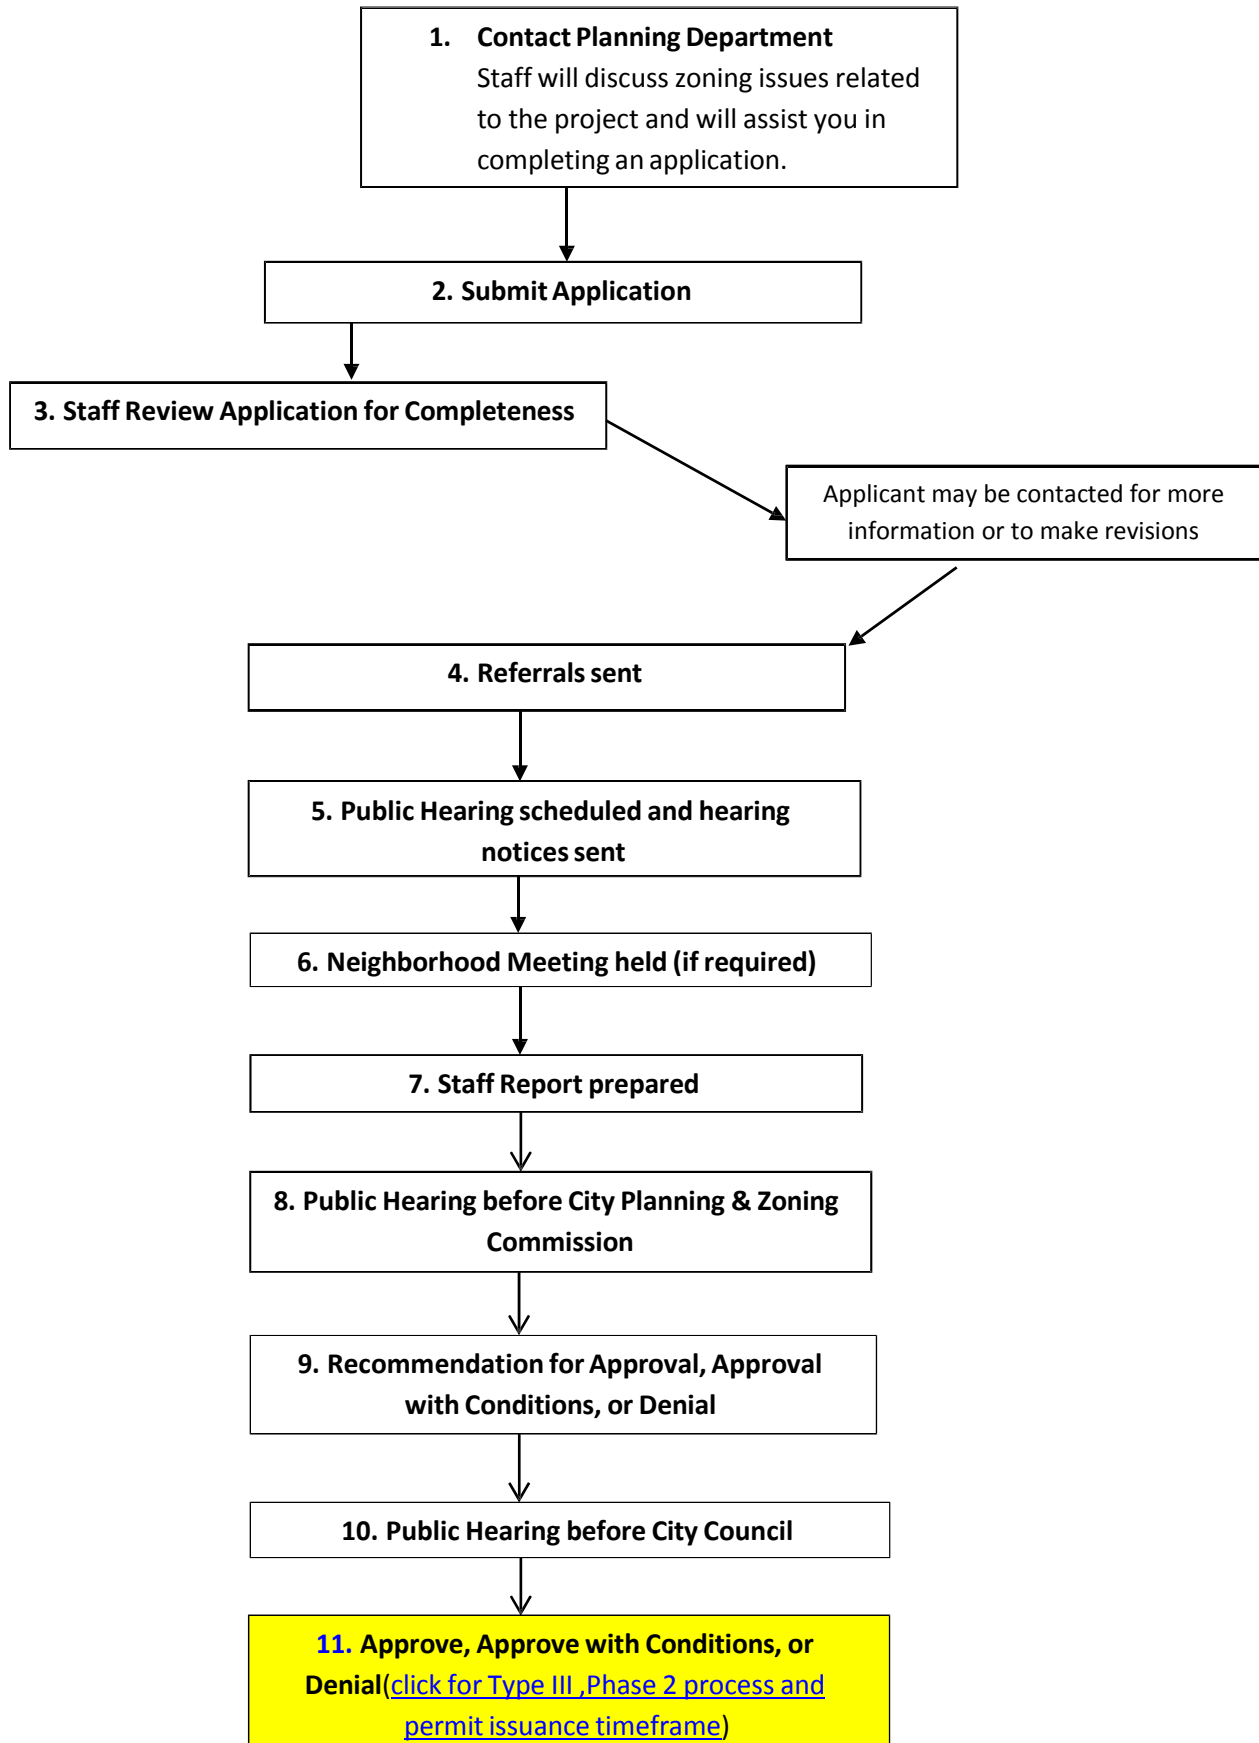 1. Contact Planning Department
Staff will discuss zoning issues related
to the project and will assist you in
completing an application.
2. Submit Application
3. Staff Review Application for Completeness
Applicant may be contacted for more
information or to make revisions
4. Referrals sent
5. Public Hearing scheduled and hearing
notices sent
6. Neighborhood Meeting held (if required)
7. Staff Report prepared
8. Public Hearing before City Planning & Zoning
Commission
9. Recommendation for Approval, Approval
with Conditions, or Denial
10. Public Hearing before City Council
11. Approve, Approve with Conditions, or
Denial(click for Type III ,Phase 2 process and
permit issuance timeframe)